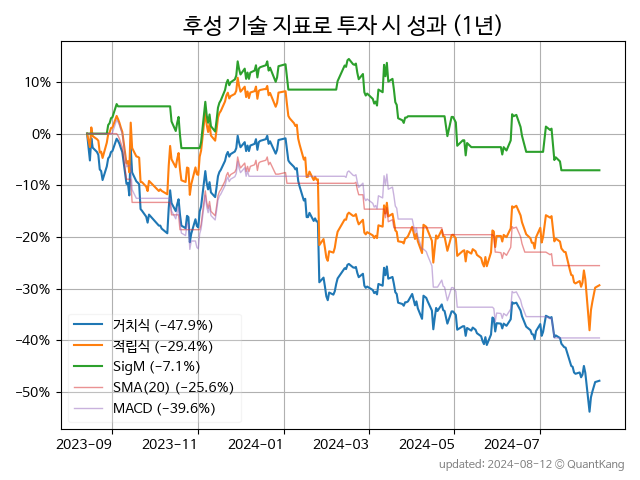 후성 기술 지표로 투자 시 성과 (1년)
10%
0%
−10%
−20%
−30%
−40%
−50%
거치식 (−47.9%)
적립식 (−29.4%)
SigM (−7.1%)
SMA(20) (−25.6%)
MACD (−39.6%)
2023-09
2023-11
2024-01
2024-03
2024-05
2024-07
updated: 2024-08-12 © QuantKang